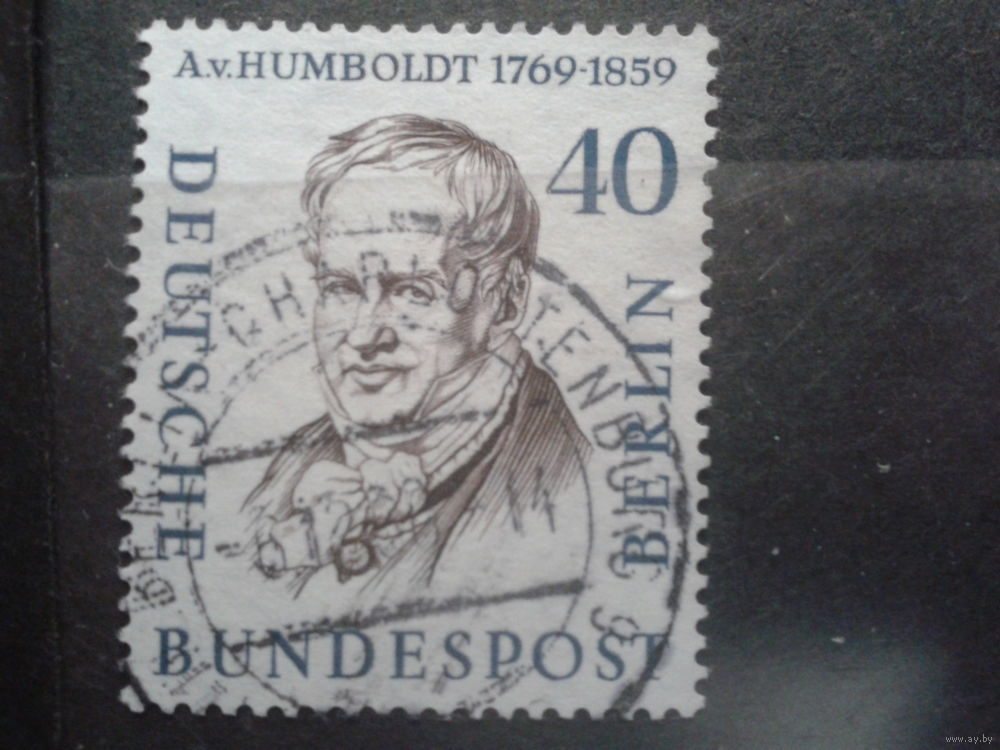 A.v.HUMBOLDT 1769-1859
40
DEUTSCHE
BERLIN
BUNDESPOST
www.ay.by